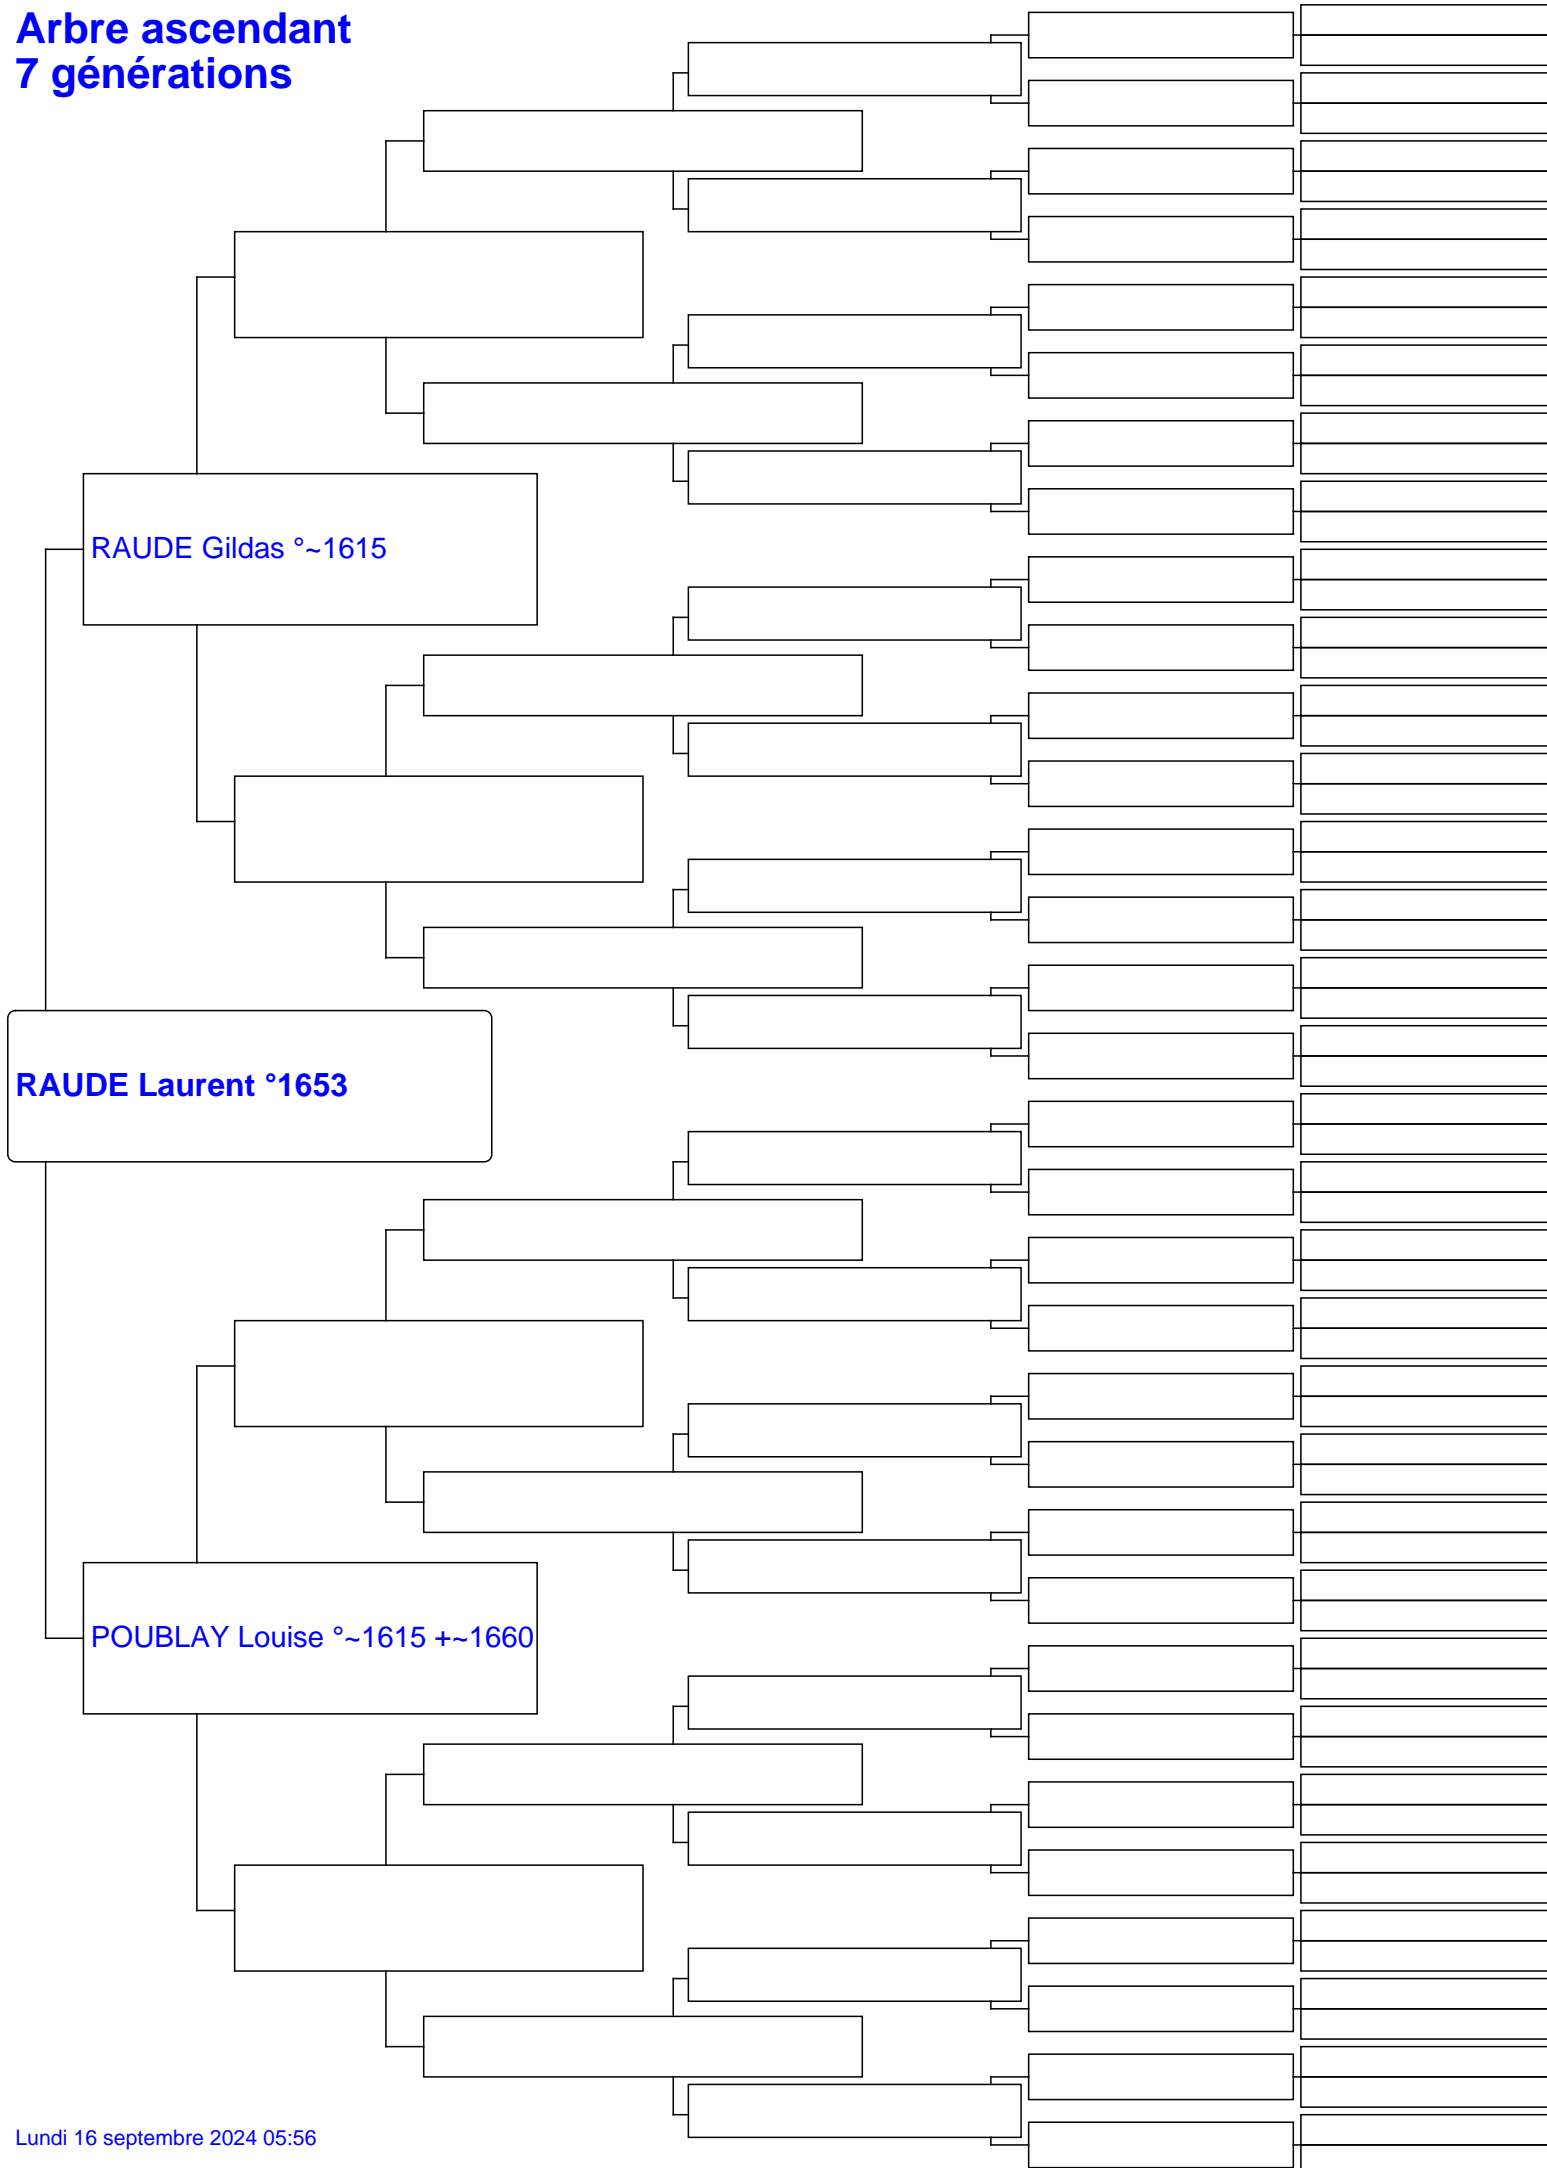 Arbre ascendant
7 générations
RAUDE Gildas °~1615
RAUDE Laurent °1653
POUBLAY Louise °~1615 +~1660
Lundi 16 septembre 2024 05:56